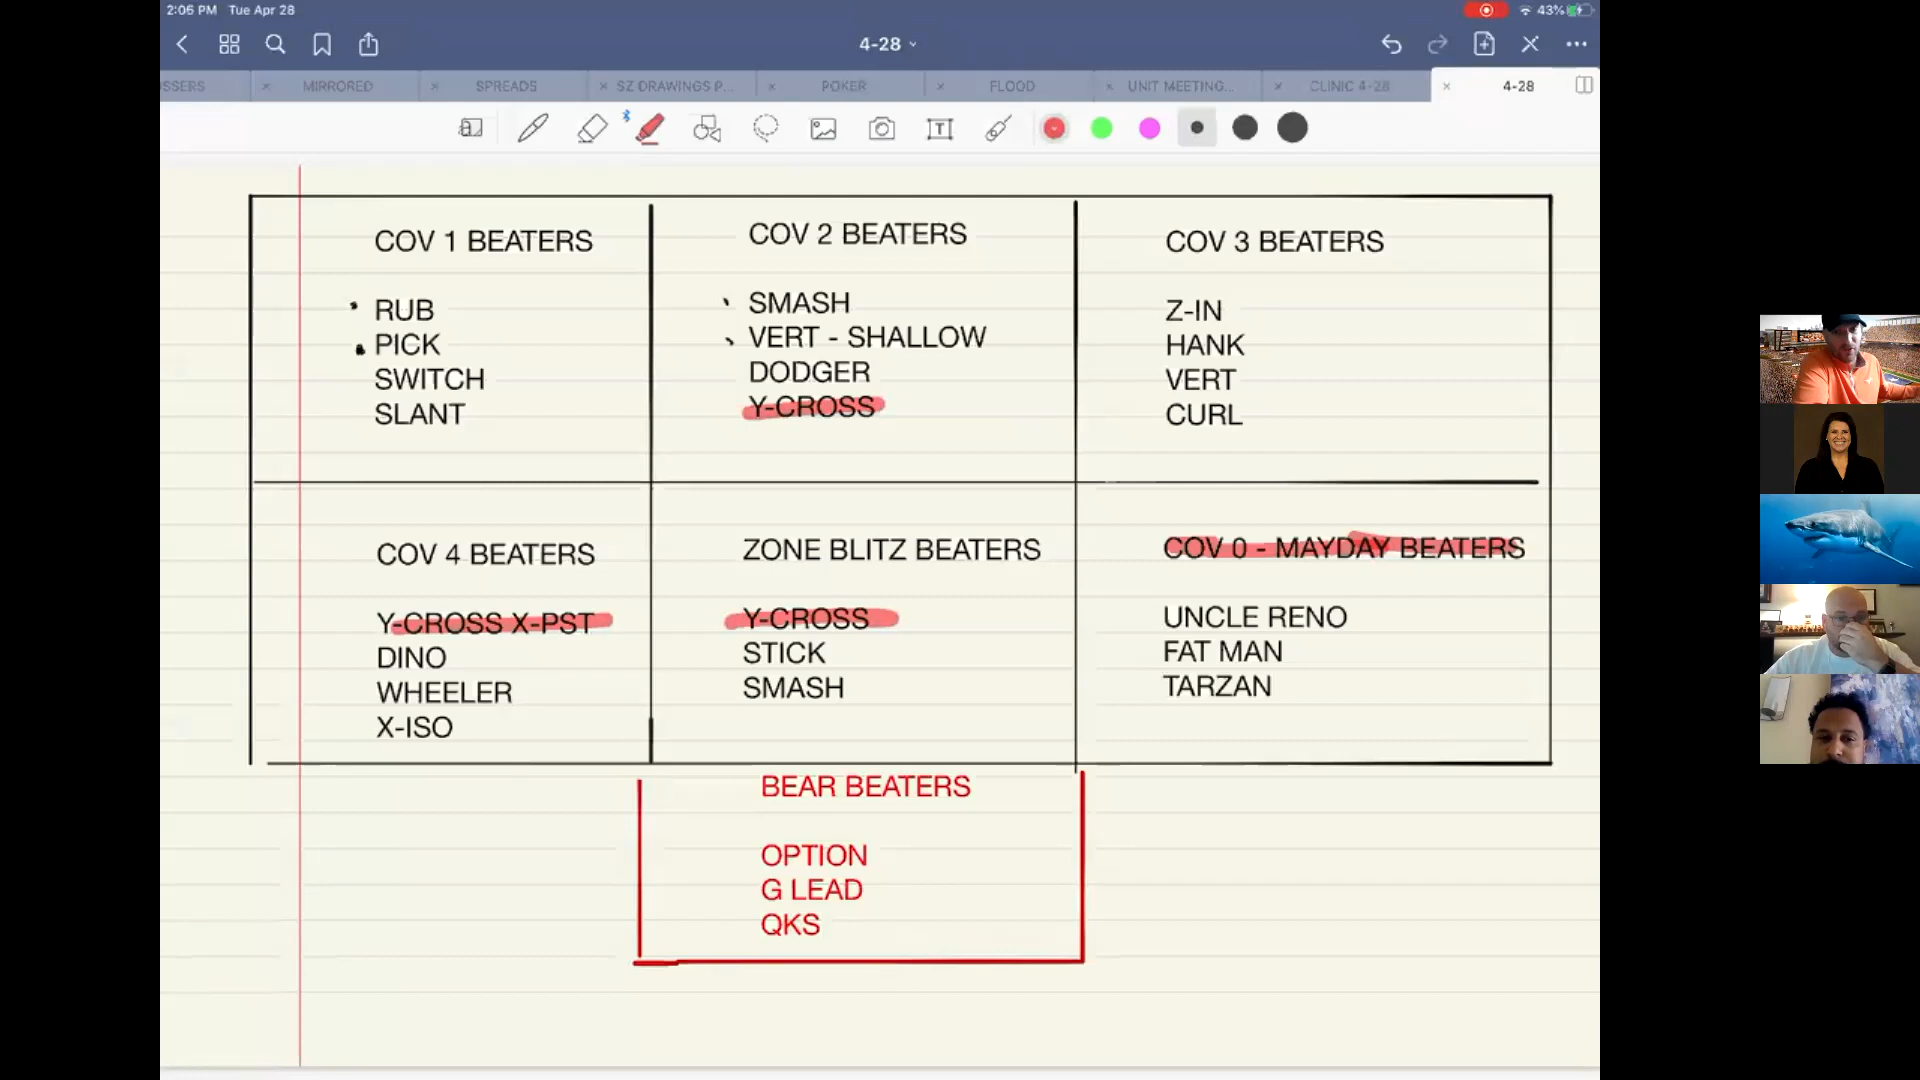 2:05 PM Tue Apr 28
43%
4-28
SSERS
MIRRORED
SPREADS
SZ DRAWINGS P...
POKER
FLOOD
UNIT MEETING...
CLINIC 4-28
4-28
COV 1 BEATERS
RUB
PICK
SWITCH
SLANT
COV 2 BEATERS
SMASH
VERT - SHALLOW
DODGER
Y-CROSS
COV 3 BEATERS
Z-IN
HANK
VERT
CURL
COV 4 BEATERS
Y-CROSS X-PST
DINO
WHEELER
X-ISO
ZONE BLITZ BEATERS
Y-CROSS
STICK
SMASH
COV 0 - MAYDAY BEATERS
UNCLE RENO
FAT MAN
TARZAN
BEAR BEATERS
OPTION
G LEAD
QKS